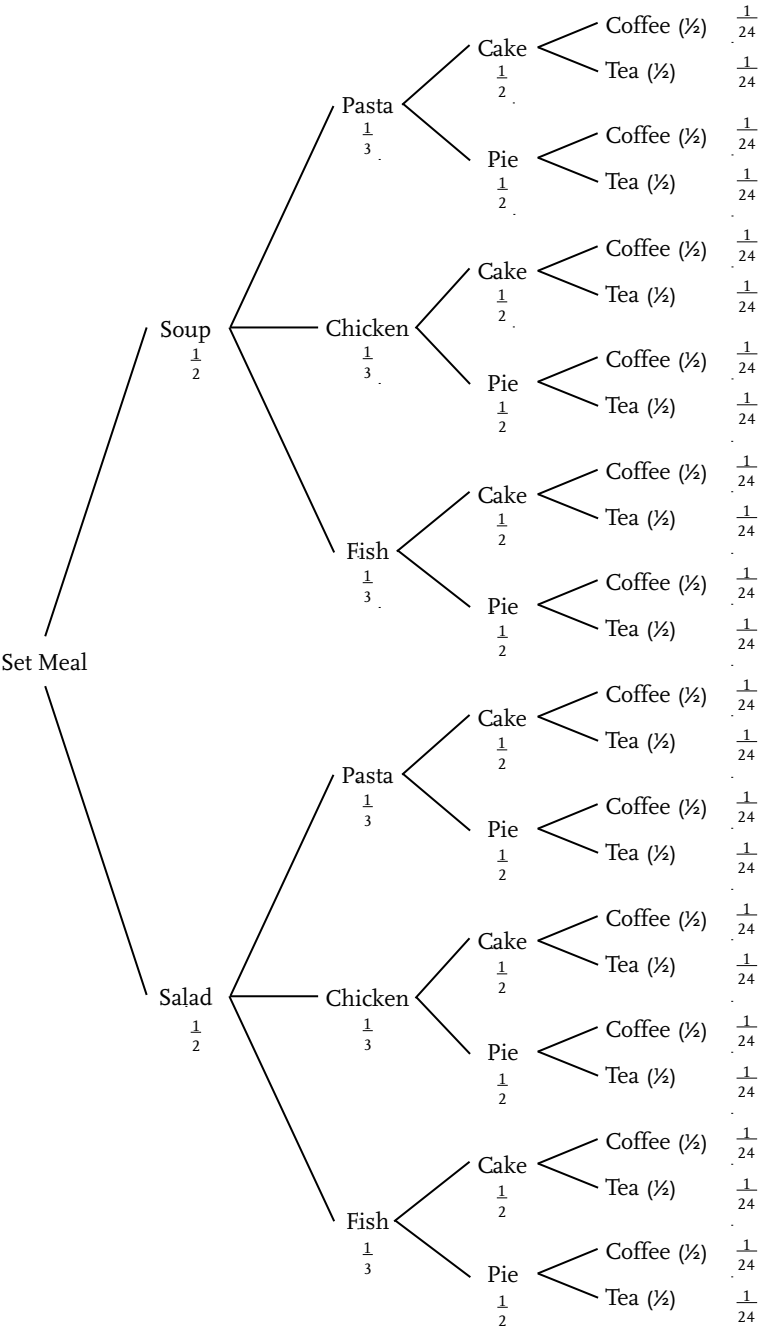 Coffee (½) 1/24
Cake 1/2
Tea (½) 1/24
Pasta 1/3
Coffee (½) 1/24
Pie 1/2
Tea (½) 1/24
Coffee (½) 1/24
Cake 1/2
Tea (½) 1/24
Soup 1/2
Chicken 1/3
Coffee (½) 1/24
Pie 1/2
Tea (½) 1/24
Coffee (½) 1/24
Cake 1/2
Tea (½) 1/24
Fish 1/3
Coffee (½) 1/24
Pie 1/2
Tea (½) 1/24
Set Meal
Coffee (½) 1/24
Cake 1/2
Tea (½) 1/24
Pasta 1/3
Coffee (½) 1/24
Pie 1/2
Tea (½) 1/24
Coffee (½) 1/24
Cake 1/2
Tea (½) 1/24
Salad 1/2
Chicken 1/3
Coffee (½) 1/24
Pie 1/2
Tea (½) 1/24
Coffee (½) 1/24
Cake 1/2
Tea (½) 1/24
Fish 1/3
Coffee (½) 1/24
Pie 1/2
Tea (½) 1/24